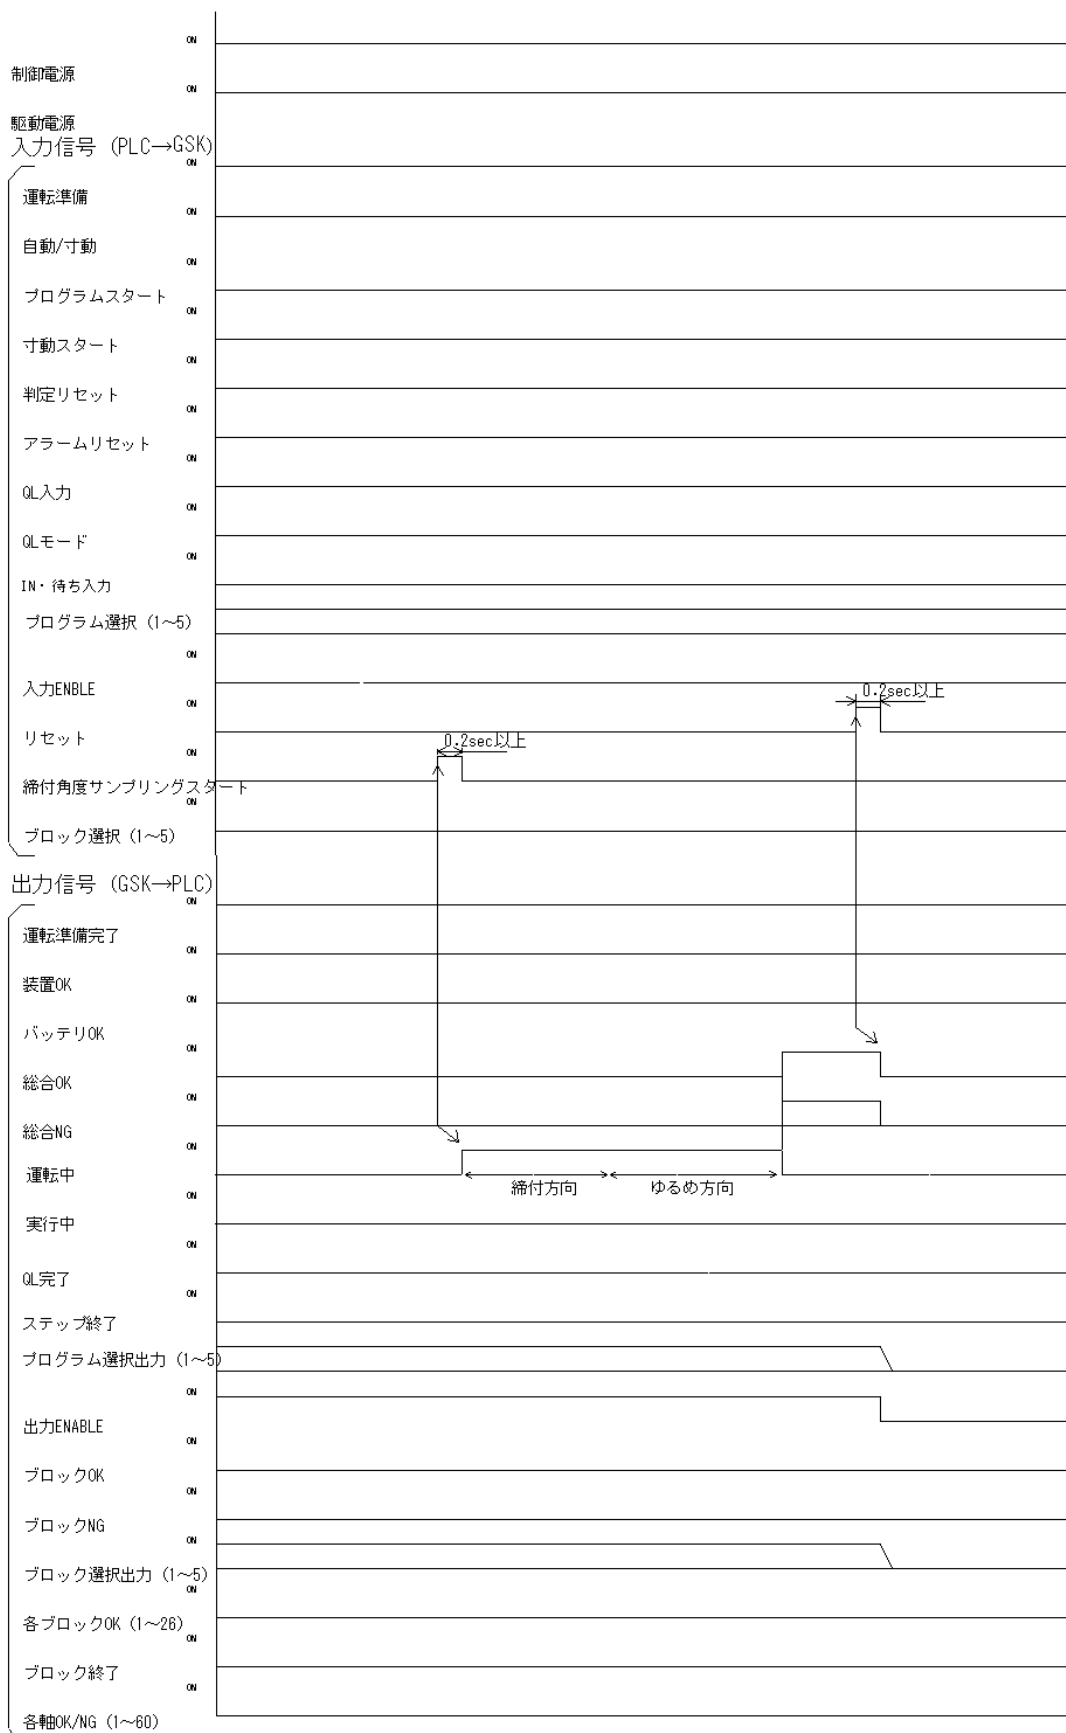 ON
制御電源
ON
駆動電源
入力信号 (PLC→GSK)
ON
運転準備
ON
自動/寸動
ON
プログラムスタート
ON
寸動スタート
ON
判定リセット
ON
アラームリセット
ON
QL入力
ON
QLモード
ON
IN・待ち入力
プログラム選択 (1～5)
ON
入力ENBLE
0.2sec以上
ON
リセット
0.2sec以上
ON
締付角度サンプリングスタート
ON
ブロック選択 (1～5)
出力信号 (GSK→PLC)
ON
運転準備完了
ON
装置OK
ON
バッテリOK
ON
総合OK
ON
総合NG
ON
運転中
締付方向 ゆるめ方向
ON
実行中
ON
QL完了
ON
ステップ終了
プログラム選択出力 (1～5)
ON
出力ENABLE
ON
ブロックOK
ON
ブロックNG
ON
ブロック選択出力 (1～5)
ON
各ブロックOK (1～26)
ON
ブロック終了
ON
各軸OK/NG (1～60)